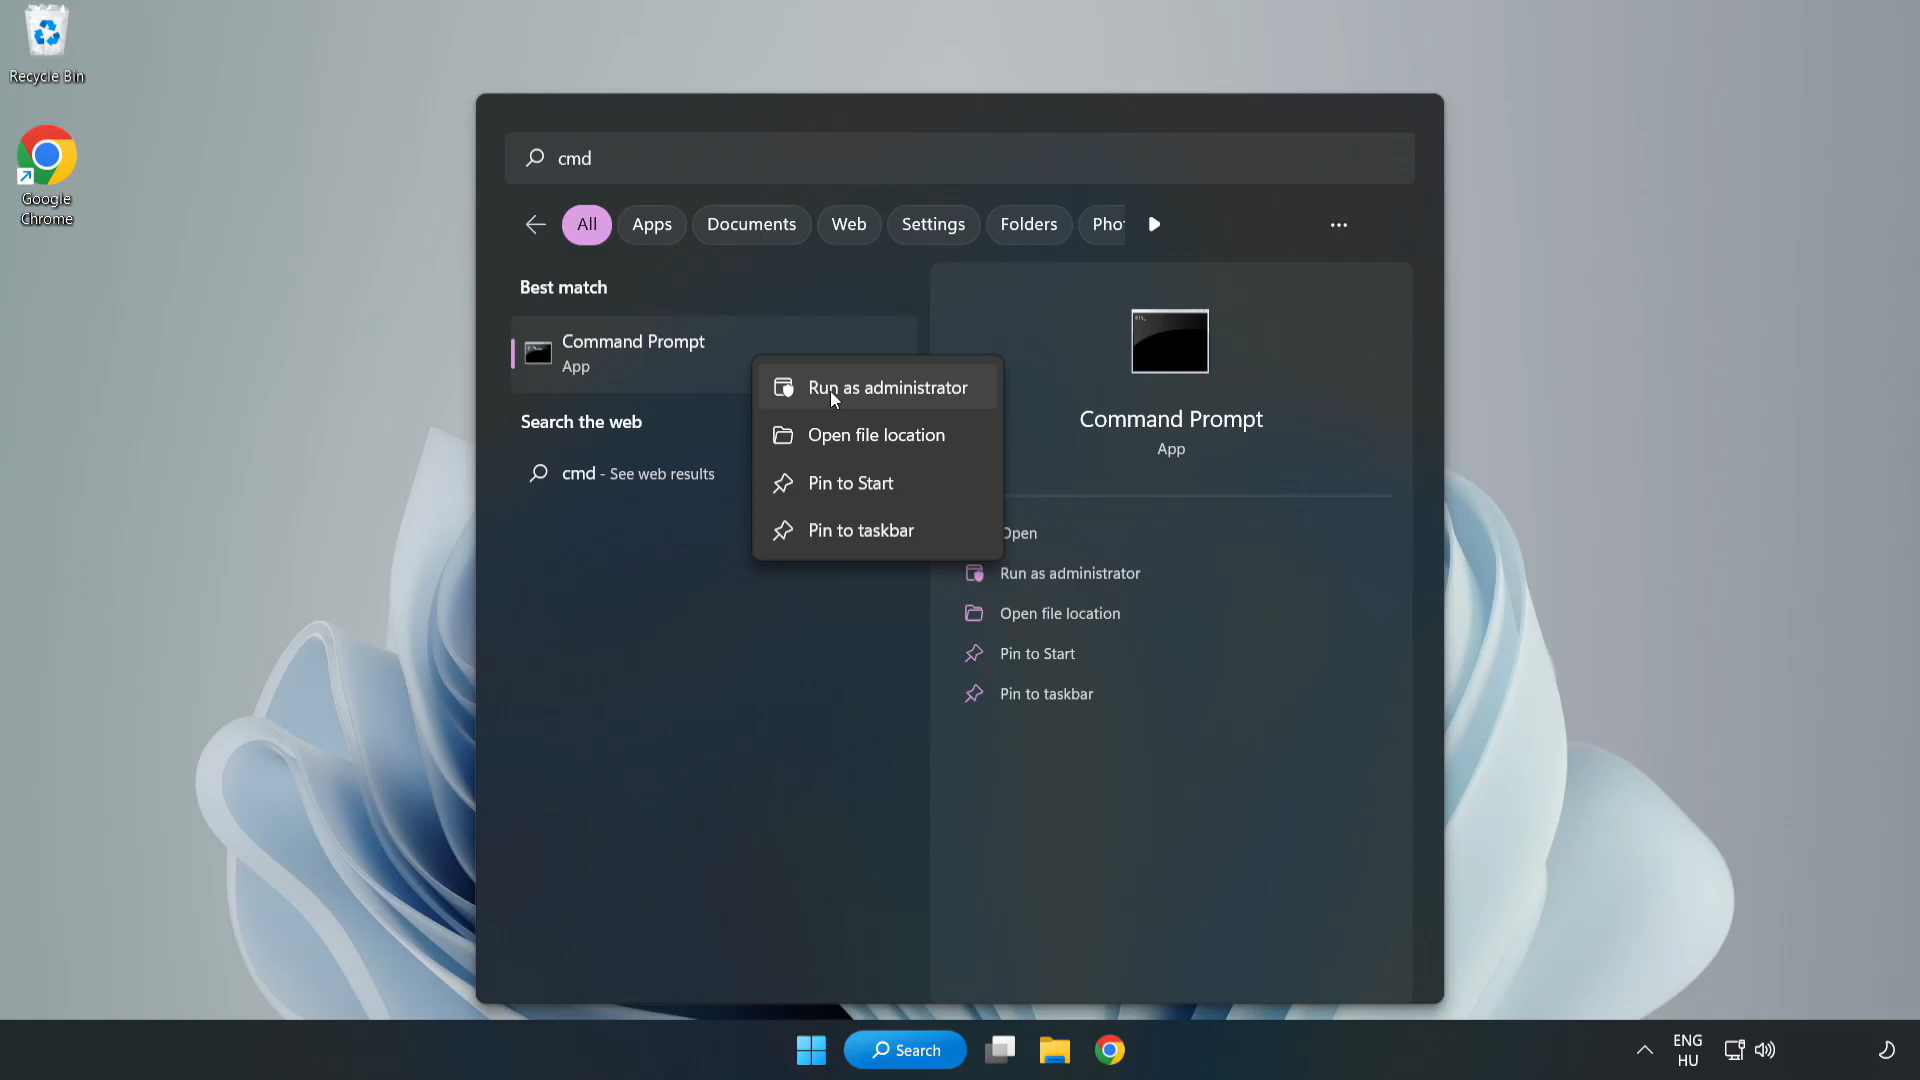 Recycle Bin
Google
Chrome
cmd
All
Apps
Documents
Web
Settings
Folders
Pho
Best match
Command Prompt
App
Search the web
cmd - See web results
Run as administrator
Open file location
Pin to Start
Pin to taskbar
Command Prompt
App
Open
Run as administrator
Open file location
Pin to Start
Pin to taskbar
Search
ENG
HU